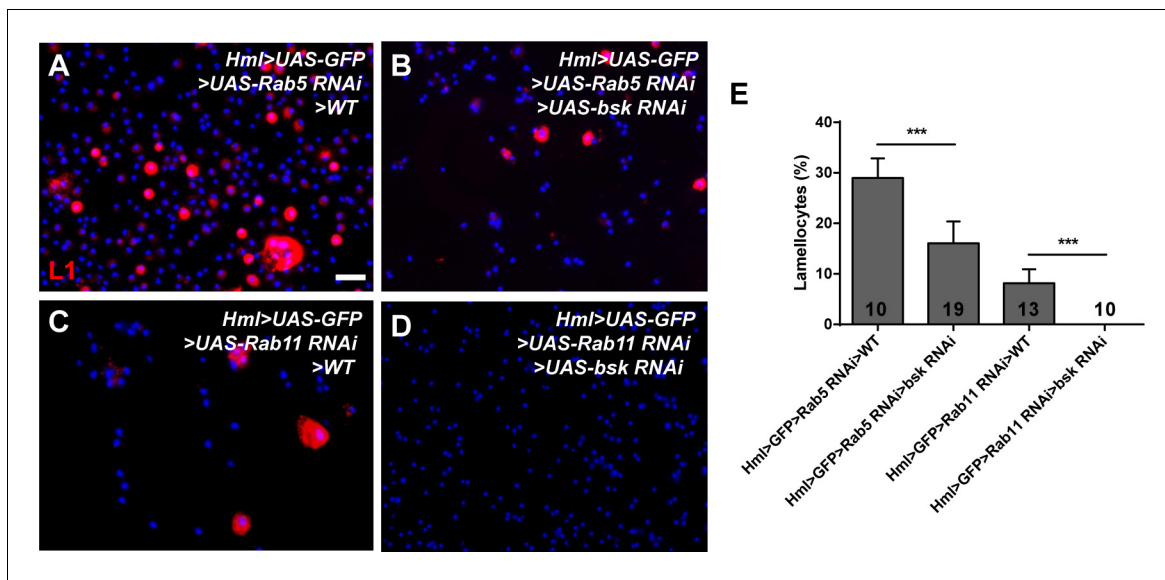 A
Hml>UAS-GFP
>UAS-Rab5 RNAi
>WT
L1
B
Hml>UAS-GFP
>UAS-Rab5 RNAi
>UAS-bsk RNAi
C
Hml>UAS-GFP
>UAS-Rab11 RNAi
>WT
D
Hml>UAS-GFP
>UAS-Rab11 RNAi
>UAS-bsk RNAi
E
Lamellocytes (%)
40
30
20
10
0
***
***
10
19
13
10
Hml>GFP>Rab5 RNAi>WT
Hml>GFP>Rab5 RNAi>bsk RNAi
Hml>GFP>Rab11 RNAi>WT
Hml>GFP>Rab11 RNAi>bsk RNAi